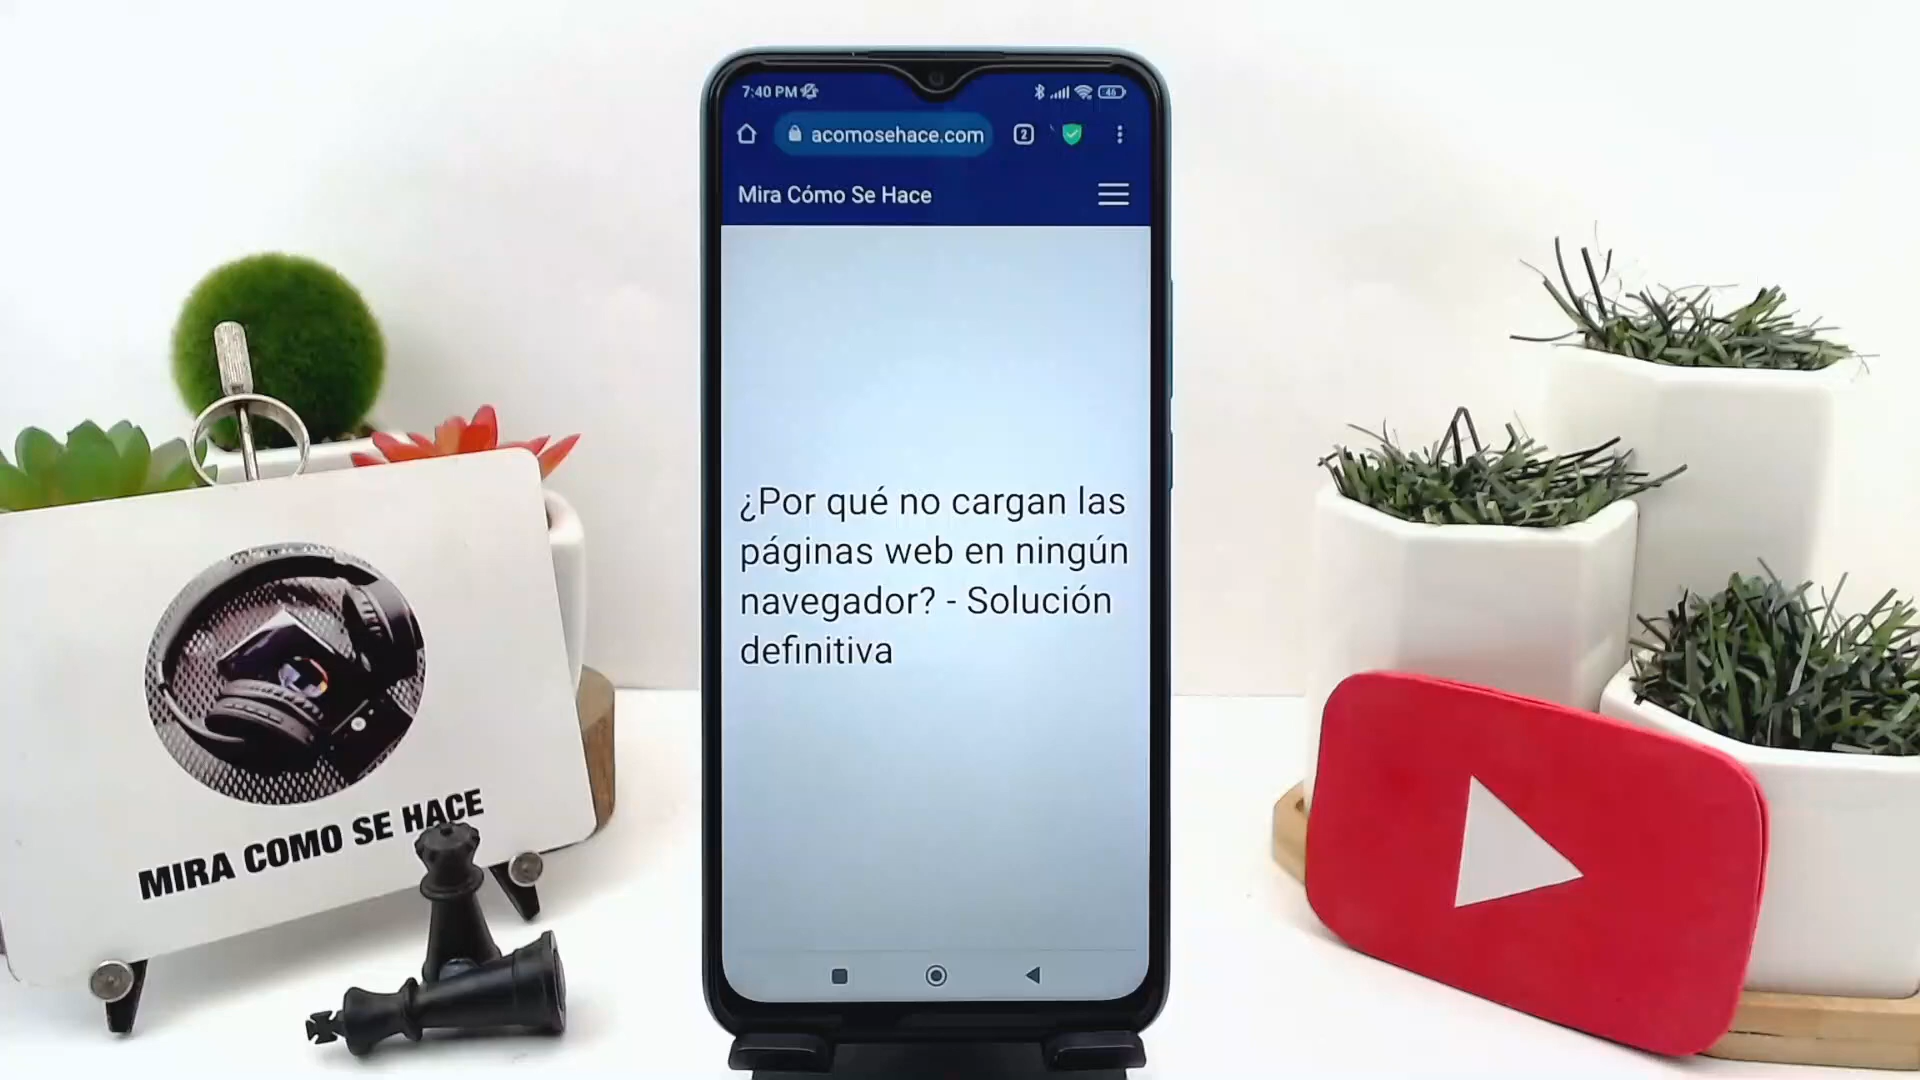 7:40 PM
46
acomosehace.com
2
Mira Cómo Se Hace
¿Por qué no cargan las
páginas web en ningún
navegador? - Solución
definitiva
MIRA COMO SE HACE